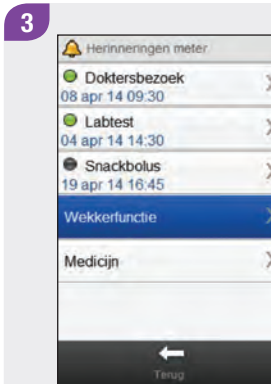 3
Herinneringen meter
Doktersbezoek
08 apr 14 09:30
Labtest
04 apr 14 14:30
Snackbolus
19 apr 14 16:45
Wekkerfunctie
Medicijn
Terug